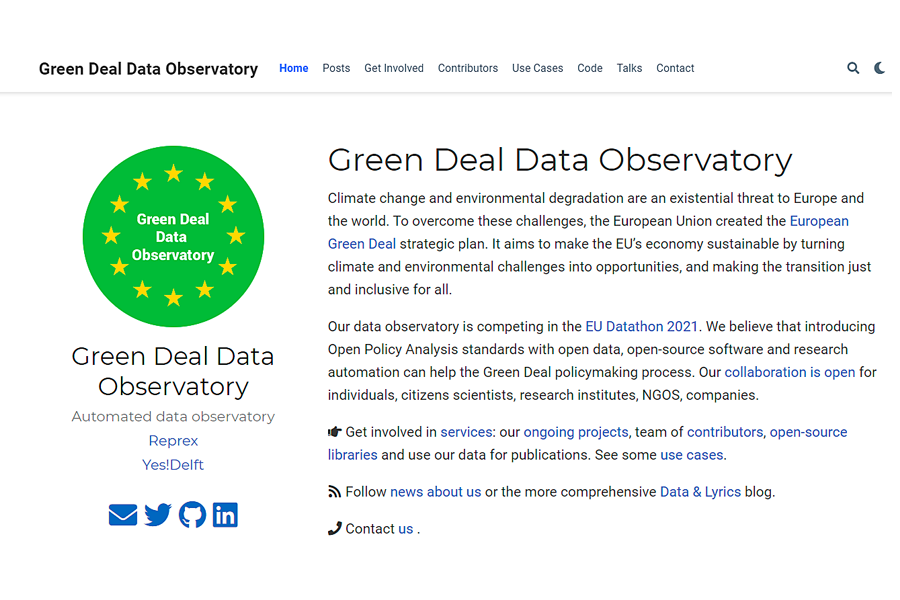 Green Deal Data Observatory Home Posts Get Involved Contributors Use Cases Code Talks Contact
Green Deal
Data
Observatory
Green Deal Data
Observatory
Automated data observatory
Reprex
Yes!Delft
Green Deal Data Observatory
Climate change and environmental degradation are an existential threat to Europe and
the world. To overcome these challenges, the European Union created the European
Green Deal strategic plan. It aims to make the EU’s economy sustainable by turning
climate and environmental challenges into opportunities, and making the transition just
and inclusive for all.
Our data observatory is competing in the EU Datathon 2021. We believe that introducing
Open Policy Analysis standards with open data, open-source software and research
automation can help the Green Deal policymaking process. Our collaboration is open for
individuals, citizens scientists, research institutes, NGOS, companies.
Get involved in services: our ongoing projects, team of contributors, open-source
libraries and use our data for publications. See some use cases.
Follow news about us or the more comprehensive Data & Lyrics blog.
Contact us .